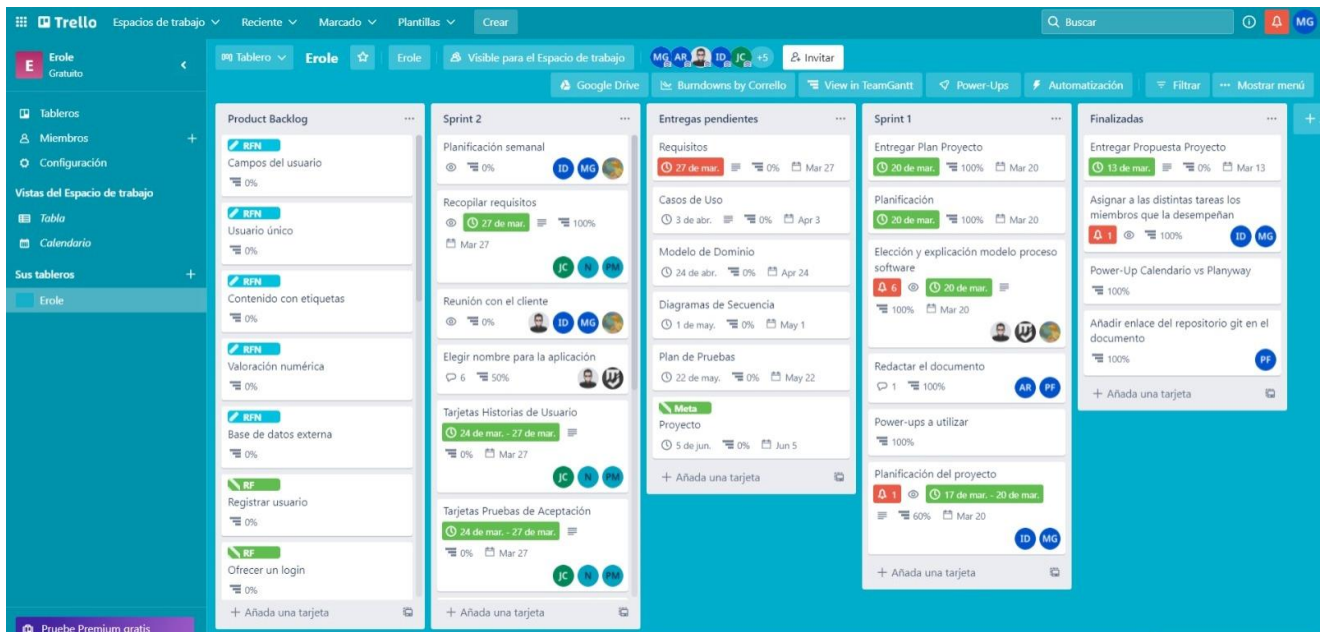 Trello Espacios de trabajo Reciente Marcado Plantillas Crear Buscar MG
E Erole
Gratuito
Tableros
Miembros
Configuración
Vistas del Espacio de trabajo
Tabla
Calendario
Sus tableros
Erole
Pruebe Premium gratis
Tablero Erole Erole Visible para el Espacio de trabajo MG AR ID JC +5 Invitar
Google Drive Burndowns by Corrello View in TeamGantt Power-Ups Automatización Filtrar Mostrar menú
Product Backlog
RFN
Campos del usuario
0%
RFN
Usuario único
0%
RFN
Contenido con etiquetas
0%
RFN
Valoración numérica
0%
RFN
Base de datos externa
0%
RF
Registrar usuario
0%
RF
Ofrecer un login
0%
+ Añada una tarjeta
Sprint 2
Planificación semanal
0% ID MG
Recopilar requisitos
27 de mar. 100%
Mar 27
JC N PM
Reunión con el cliente
0% ID MG
Elegir nombre para la aplicación
6 50%
Tarjetas Historias de Usuario
24 de mar. - 27 de mar.
0% Mar 27
JC N PM
Tarjetas Pruebas de Aceptación
24 de mar. - 27 de mar.
0% Mar 27
JC N PM
+ Añada una tarjeta
Entregas pendientes
Requisitos
27 de mar. 0% Mar 27
Casos de Uso
3 de abr. 0% Apr 3
Modelo de Dominio
24 de abr. 0% Apr 24
Diagramas de Secuencia
1 de may. 0% May 1
Plan de Pruebas
22 de may. 0% May 22
Meta
Proyecto
5 de jun. 0% Jun 5
+ Añada una tarjeta
Sprint 1
Entregar Plan Proyecto
20 de mar. 100% Mar 20
Planificación
20 de mar. 100% Mar 20
Elección y explicación modelo proceso
software
6 20 de mar.
100% Mar 20
Redactar el documento
1 100% AR PF
Power-ups a utilizar
100%
Planificación del proyecto
1 17 de mar. - 20 de mar.
60% Mar 20
ID MG
+ Añada una tarjeta
Finalizadas
Entregar Propuesta Proyecto
13 de mar. 0% Mar 13
Asignar a las distintas tareas los
miembros que la desempeñan
1 100% ID MG
Power-Up Calendario vs Planyway
100%
Añadir enlace del repositorio git en el
documento
100% PF
+ Añada una tarjeta